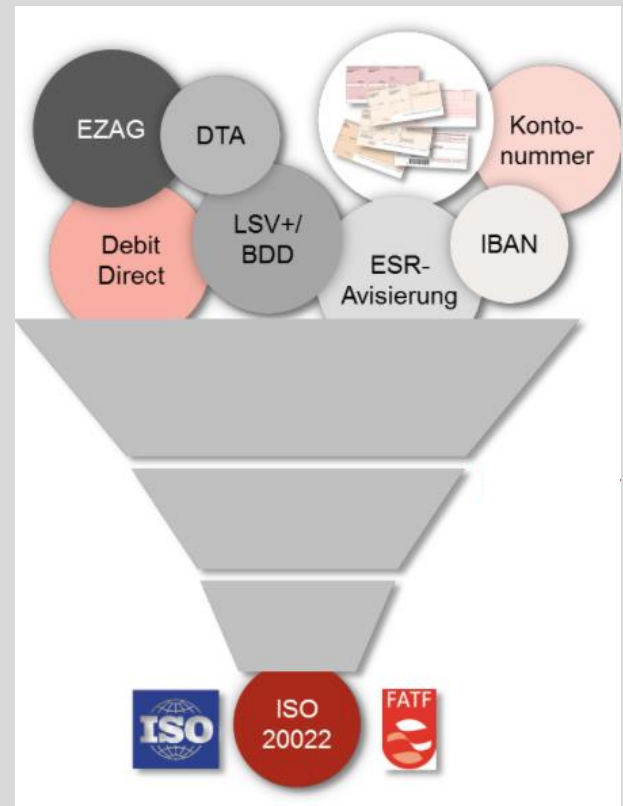 EZAG
DTA
Konto-
nummer
Debit
Direct
LSV+/
BDD
ESR-
Avisierung
IBAN
ISO
ISO
20022
FATF